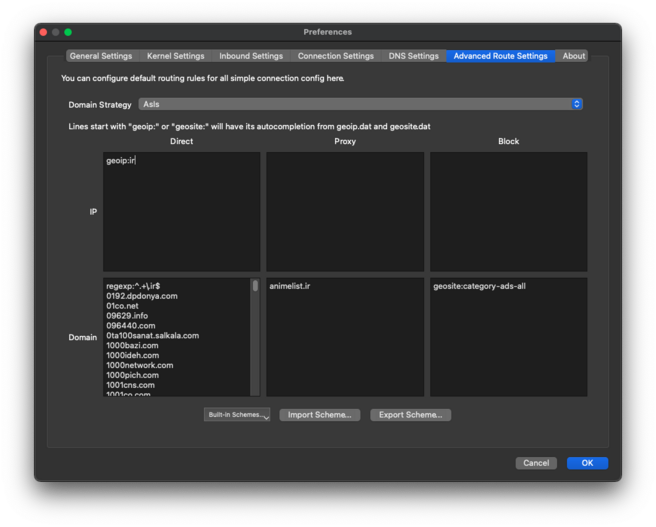 Preferences
General Settings Kernel Settings Inbound Settings Connection Settings DNS Settings Advanced Route Settings About
You can configure default routing rules for all simple connection config here.
Domain Strategy AsIs
Lines start with "geoip:" or "geosite:" will have its autocompletion from geoip.dat and geosite.dat
Direct Proxy Block
IP
geoip:ir
Domain
regexp:^.+\.ir$
0192.dpdonya.com
01co.net
09629.info
096440.com
0ta100sanat.salkala.com
1000bazi.com
1000ideh.com
1000network.com
1000pich.com
1001cns.com
1001co.com
animelist.ir
geosite:category-ads-all
Built-in Schemes... Import Scheme... Export Scheme...
Cancel OK